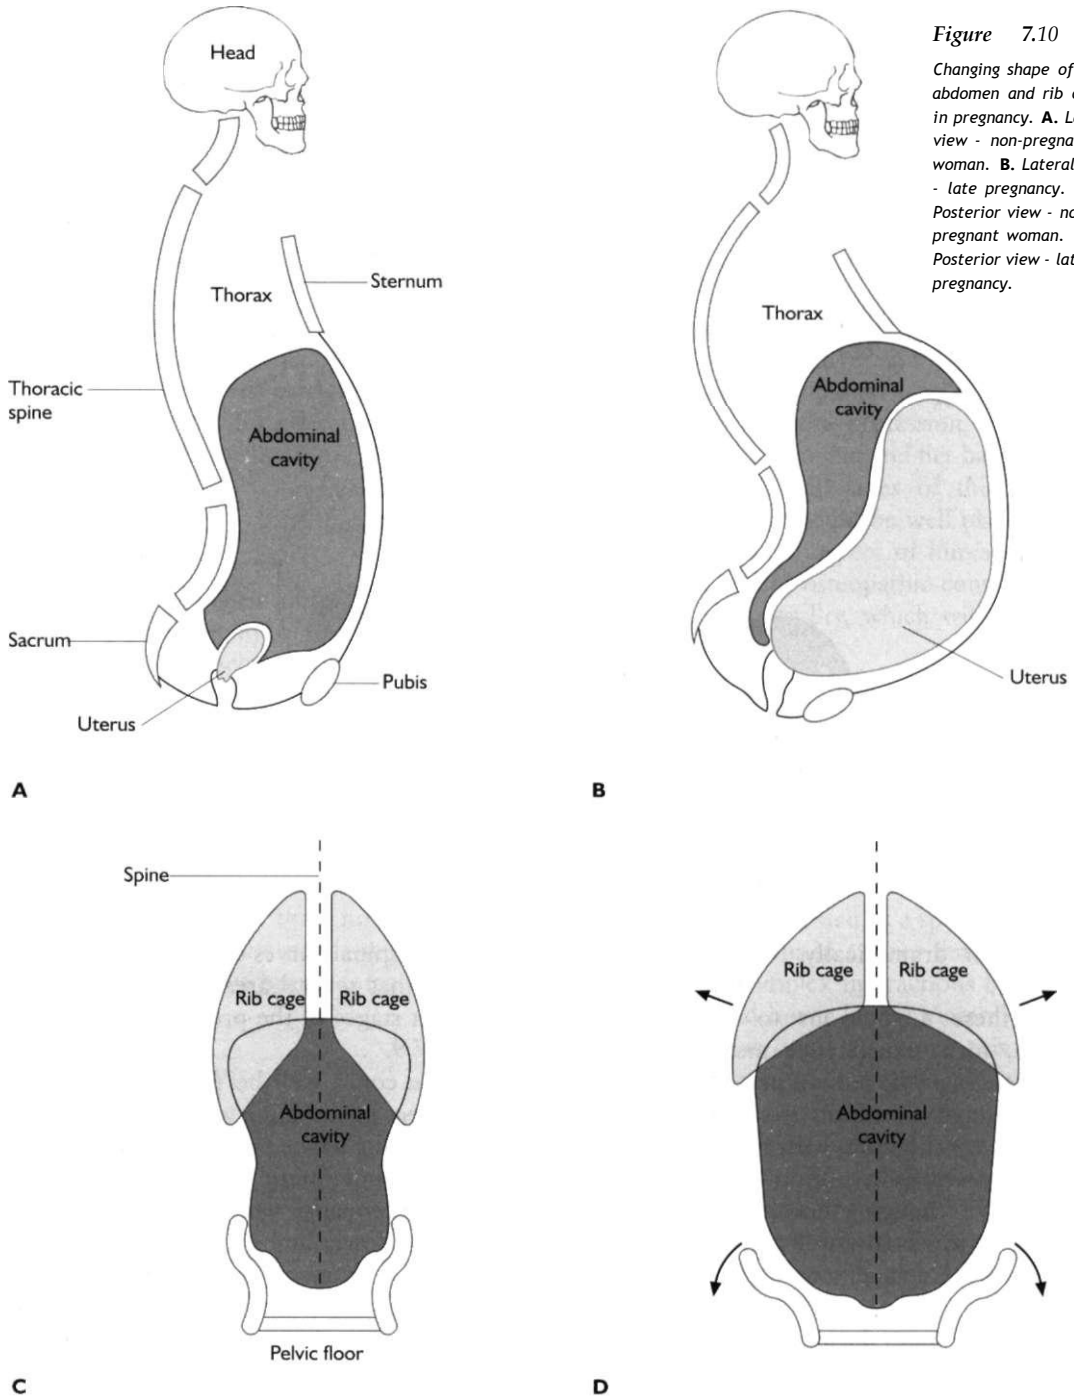 Head
Sternum
Thorax
Thoracic
spine
Abdominal
cavity
Sacrum
Pubis
Uterus
A
Figure 7.10
Changing shape of
abdomen and rib
in pregnancy. A.
view - non-pregna
woman. B. Lateral
- late pregnancy.
Posterior view - no
pregnant woman.
Posterior view - lat
pregnancy.
Thorax
Abdominal
cavity
Uterus
B
Spine
Rib cage Rib cage
Abdominal
cavity
Pelvic floor
C
Rib cage Rib cage
Abdominal
cavity
D